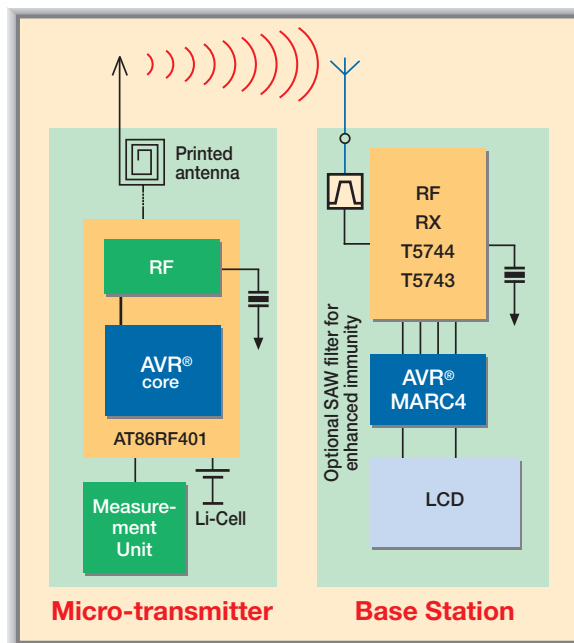 Printed
antenna
RF
AVR®
core
AT86RF401
Measure-
ment
Unit
Li-Cell
Micro-transmitter
RF
RX
T5744
T5743
Optional SAW filter for
enhanced immunity
AVR®
MARC4
LCD
Base Station